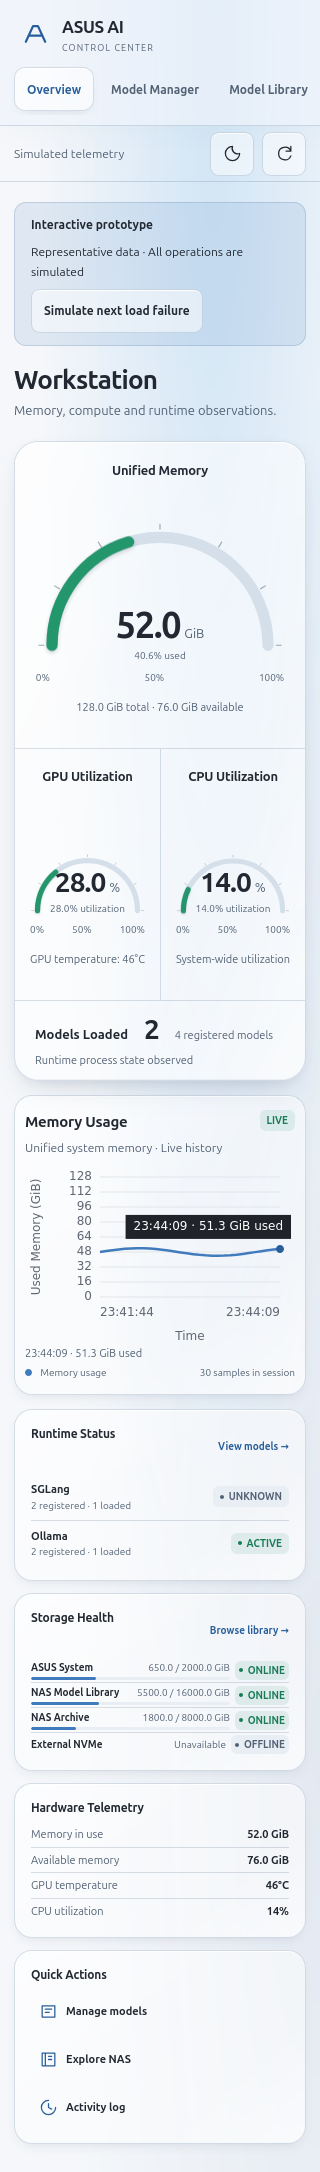 ASUS AI
CONTROL CENTER
Overview Model Manager Model Library
Simulated telemetry
Interactive prototype
Representative data · All operations are
simulated
Simulate next load failure
Workstation
Memory, compute and runtime observations.
Unified Memory
52.0 GiB
40.6% used
0% 50% 100%
128.0 GiB total · 76.0 GiB available
GPU Utilization CPU Utilization
28.0 % 14.0 %
28.0% utilization 14.0% utilization
0% 50% 100% 0% 50% 100%
GPU temperature: 46°C System-wide utilization
Models Loaded 2 4 registered models
Runtime process state observed
Memory Usage LIVE
Unified system memory · Live history
Used Memory (GiB)
128
112
96
80
64
48
32
16
0
23:44:09 · 51.3 GiB used
23:41:44 23:44:09
Time
23:44:09 · 51.3 GiB used
Memory usage 30 samples in session
Runtime Status
View models →
SGLang
2 registered · 1 loaded
UNKNOWN
Ollama
2 registered · 1 loaded
ACTIVE
Storage Health
Browse library →
ASUS System 650.0 / 2000.0 GiB ONLINE
NAS Model Library 5500.0 / 16000.0 GiB ONLINE
NAS Archive 1800.0 / 8000.0 GiB ONLINE
External NVMe Unavailable OFFLINE
Hardware Telemetry
Memory in use 52.0 GiB
Available memory 76.0 GiB
GPU temperature 46°C
CPU utilization 14%
Quick Actions
Manage models
Explore NAS
Activity log